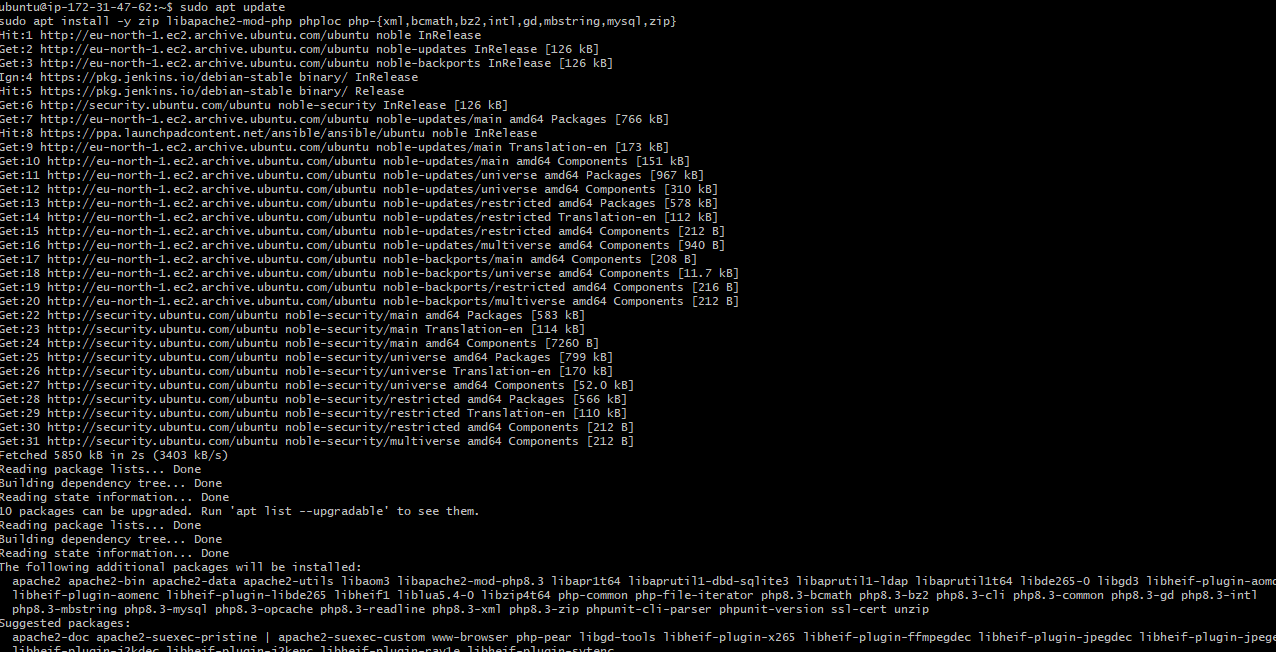 ubuntu@ip-172-31-47-62:~$ sudo apt update
sudo apt install -y zip libapache2-mod-php phploc php-{xml,bcmath,bz2,intl,gd,mbstring,mysql,zip}
Hit:1 http://eu-north-1.ec2.archive.ubuntu.com/ubuntu noble InRelease
Get:2 http://eu-north-1.ec2.archive.ubuntu.com/ubuntu noble-updates InRelease [126 kB]
Get:3 http://eu-north-1.ec2.archive.ubuntu.com/ubuntu noble-backports InRelease [126 kB]
Ign:4 https://pkg.jenkins.io/debian-stable binary/ InRelease
Hit:5 https://pkg.jenkins.io/debian-stable binary/ Release
Get:6 http://security.ubuntu.com/ubuntu noble-security InRelease [126 kB]
Get:7 http://eu-north-1.ec2.archive.ubuntu.com/ubuntu noble-updates/main amd64 Packages [766 kB]
Hit:8 https://ppa.launchpadcontent.net/ansible/ansible/ubuntu noble InRelease
Get:9 http://eu-north-1.ec2.archive.ubuntu.com/ubuntu noble-updates/main Translation-en [173 kB]
Get:10 http://eu-north-1.ec2.archive.ubuntu.com/ubuntu noble-updates/main amd64 Components [151 kB]
Get:11 http://eu-north-1.ec2.archive.ubuntu.com/ubuntu noble-updates/universe amd64 Packages [967 kB]
Get:12 http://eu-north-1.ec2.archive.ubuntu.com/ubuntu noble-updates/universe amd64 Components [310 kB]
Get:13 http://eu-north-1.ec2.archive.ubuntu.com/ubuntu noble-updates/restricted amd64 Packages [578 kB]
Get:14 http://eu-north-1.ec2.archive.ubuntu.com/ubuntu noble-updates/restricted Translation-en [112 kB]
Get:15 http://eu-north-1.ec2.archive.ubuntu.com/ubuntu noble-updates/restricted amd64 Components [212 B]
Get:16 http://eu-north-1.ec2.archive.ubuntu.com/ubuntu noble-updates/multiverse amd64 Components [940 B]
Get:17 http://eu-north-1.ec2.archive.ubuntu.com/ubuntu noble-backports/main amd64 Components [208 B]
Get:18 http://eu-north-1.ec2.archive.ubuntu.com/ubuntu noble-backports/universe amd64 Components [11.7 kB]
Get:19 http://eu-north-1.ec2.archive.ubuntu.com/ubuntu noble-backports/restricted amd64 Components [216 B]
Get:20 http://eu-north-1.ec2.archive.ubuntu.com/ubuntu noble-backports/multiverse amd64 Components [212 B]
Get:22 http://security.ubuntu.com/ubuntu noble-security/main amd64 Packages [583 kB]
Get:23 http://security.ubuntu.com/ubuntu noble-security/main Translation-en [114 kB]
Get:24 http://security.ubuntu.com/ubuntu noble-security/main amd64 Components [7260 B]
Get:25 http://security.ubuntu.com/ubuntu noble-security/universe amd64 Packages [799 kB]
Get:26 http://security.ubuntu.com/ubuntu noble-security/universe Translation-en [170 kB]
Get:27 http://security.ubuntu.com/ubuntu noble-security/universe amd64 Components [52.0 kB]
Get:28 http://security.ubuntu.com/ubuntu noble-security/restricted amd64 Packages [566 kB]
Get:29 http://security.ubuntu.com/ubuntu noble-security/restricted Translation-en [110 kB]
Get:30 http://security.ubuntu.com/ubuntu noble-security/restricted amd64 Components [212 B]
Get:31 http://security.ubuntu.com/ubuntu noble-security/multiverse amd64 Components [212 B]
Fetched 5850 kB in 2s (3403 kB/s)
Reading package lists... Done
Building dependency tree... Done
Reading state information... Done
10 packages can be upgraded. Run 'apt list --upgradable' to see them.
Reading package lists... Done
Building dependency tree... Done
Reading state information... Done
The following additional packages will be installed:
apache2 apache2-bin apache2-data apache2-utils libaom3 libapache2-mod-php8.3 libapr1t64 libaprutil1-dbd-sqlite3 libaprutil1-ldap libaprutil1t64 libde265-0 libgd3 libheif-plugin-aomd
libheif-plugin-aomenc libheif-plugin-libde265 libheif1 liblua5.4-0 libzip4t64 php-common php-file-iterator php8.3-bcmath php8.3-bz2 php8.3-cli php8.3-common php8.3-gd php8.3-intl
php8.3-mbstring php8.3-mysql php8.3-opcache php8.3-readline php8.3-xml php8.3-zip phpunit-cli-parser phpunit-version ssl-cert unzip
Suggested packages:
apache2-doc apache2-suexec-pristine | apache2-suexec-custom www-browser php-pear libgd-tools libheif-plugin-x265 libheif-plugin-ffmpegdec libheif-plugin-jpegdec libheif-plugin-jpege
libheif-plugin-j2kdec libheif-plugin-j2kenc libheif-plugin-rav1e libheif-plugin-svtenc